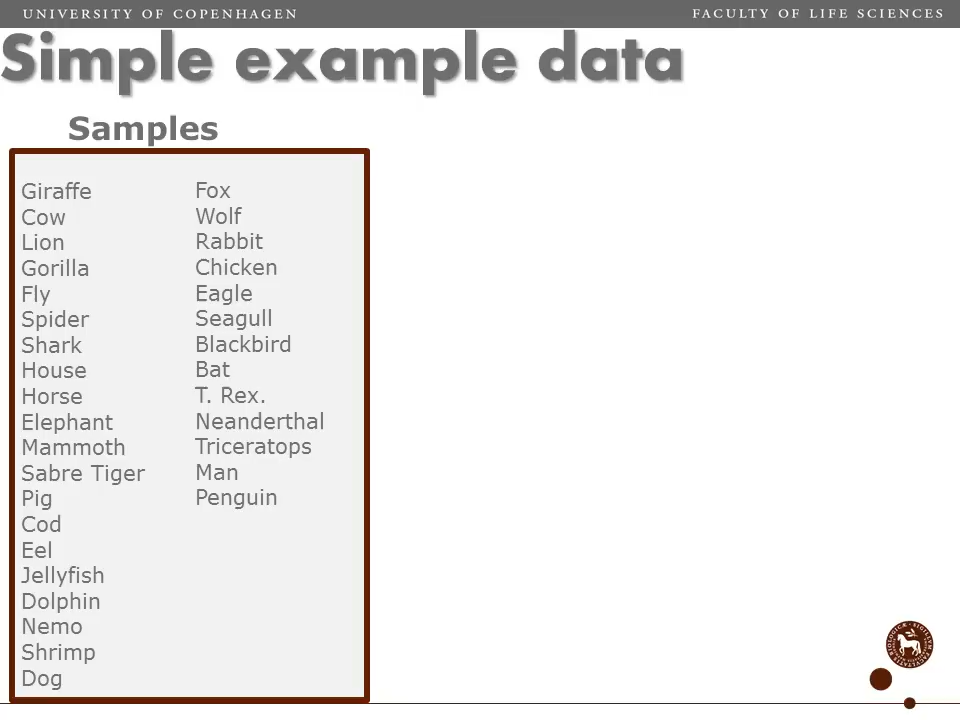 UNIVERSITY OF COPENHAGEN
FACULTY OF LIFE SCIENCES
Simple example data
Samples
Giraffe
Cow
Lion
Gorilla
Fly
Spider
Shark
House
Horse
Elephant
Mammoth
Sabre Tiger
Pig
Cod
Eel
Jellyfish
Dolphin
Nemo
Shrimp
Dog
Fox
Wolf
Rabbit
Chicken
Eagle
Seagull
Blackbird
Bat
T. Rex.
Neanderthal
Triceratops
Man
Penguin